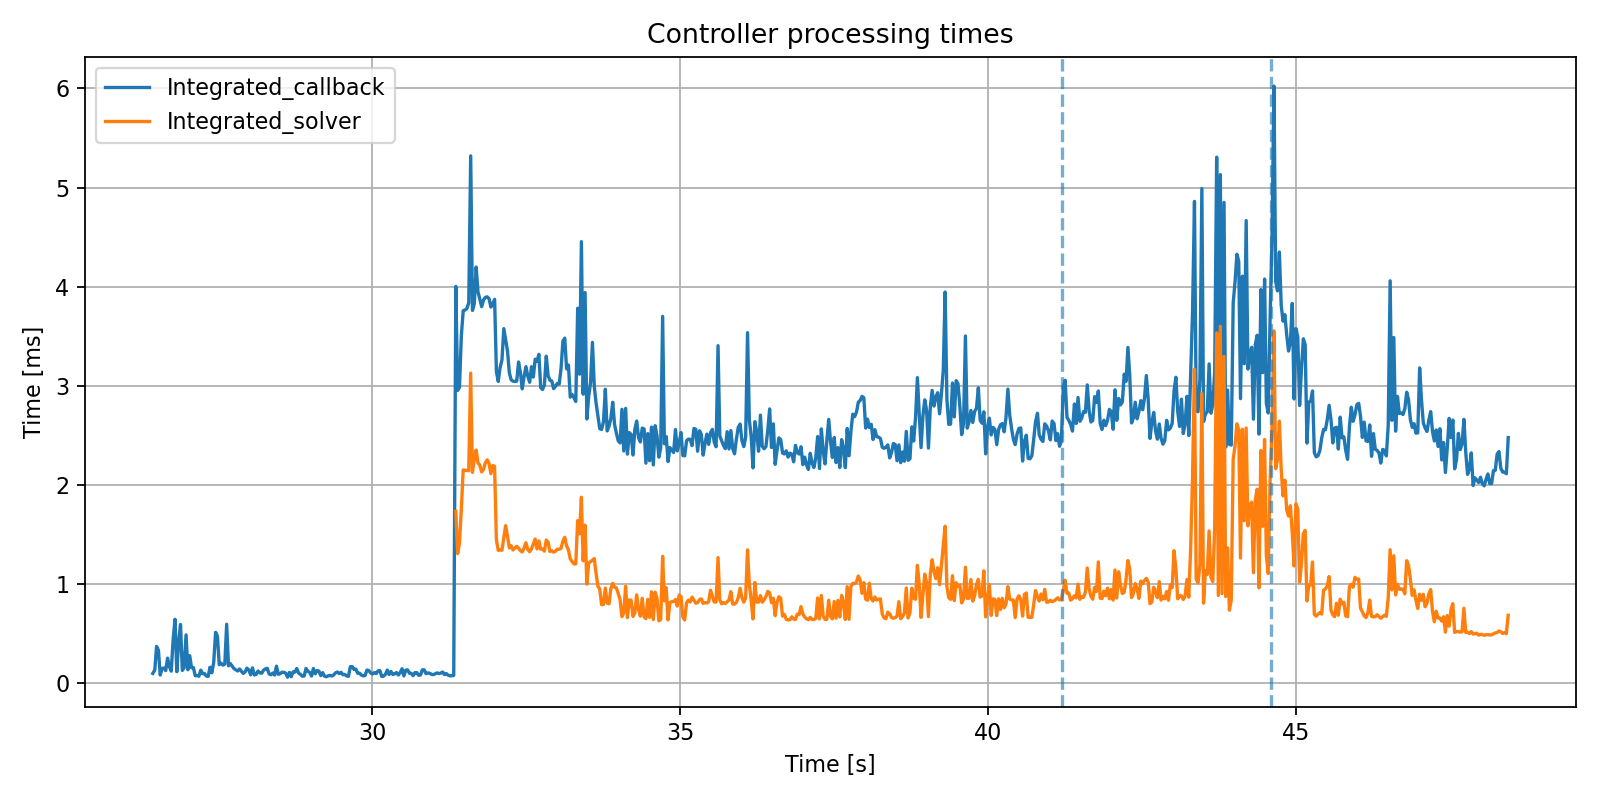 Controller processing times
Integrated_callback
Integrated_solver
6
5
4
3
2
1
0
Time [ms]
30
35
40
45
Time [s]